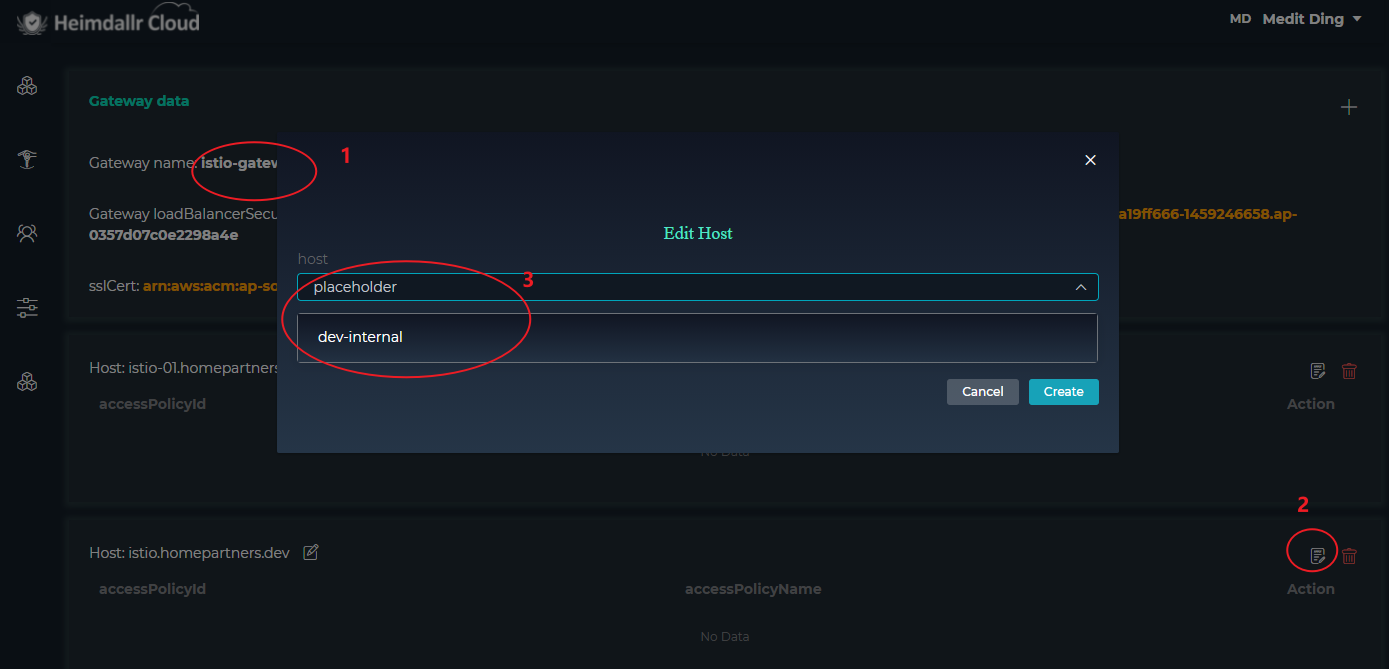 Heimdallr Cloud
MD Medit Ding
Gateway data
Gateway name: istio-gatew
1
Gateway loadBalancerSecu
a19ff666-1459246658.ap-
0357d07c0e2298a4e
Edit Host
host
sslCert: arn:aws:acm:ap-so
placeholder
3
dev-internal
Host: istio-01.homepartners
accessPolicyId
Action
Cancel
Create
No Data
2
Host: istio.homepartners.dev
accessPolicyId
accessPolicyName
Action
No Data